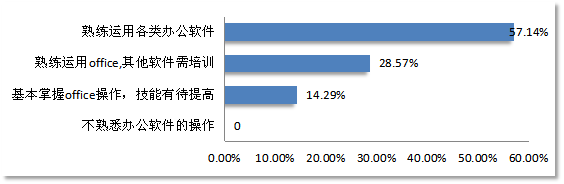 熟练运用各类办公软件 57.14%
熟练运用office,其他软件需培训 28.57%
基本掌握office操作，技能有待提高 14.29%
不熟悉办公软件的操作 0
0.00% 10.00% 20.00% 30.00% 40.00% 50.00% 60.00%